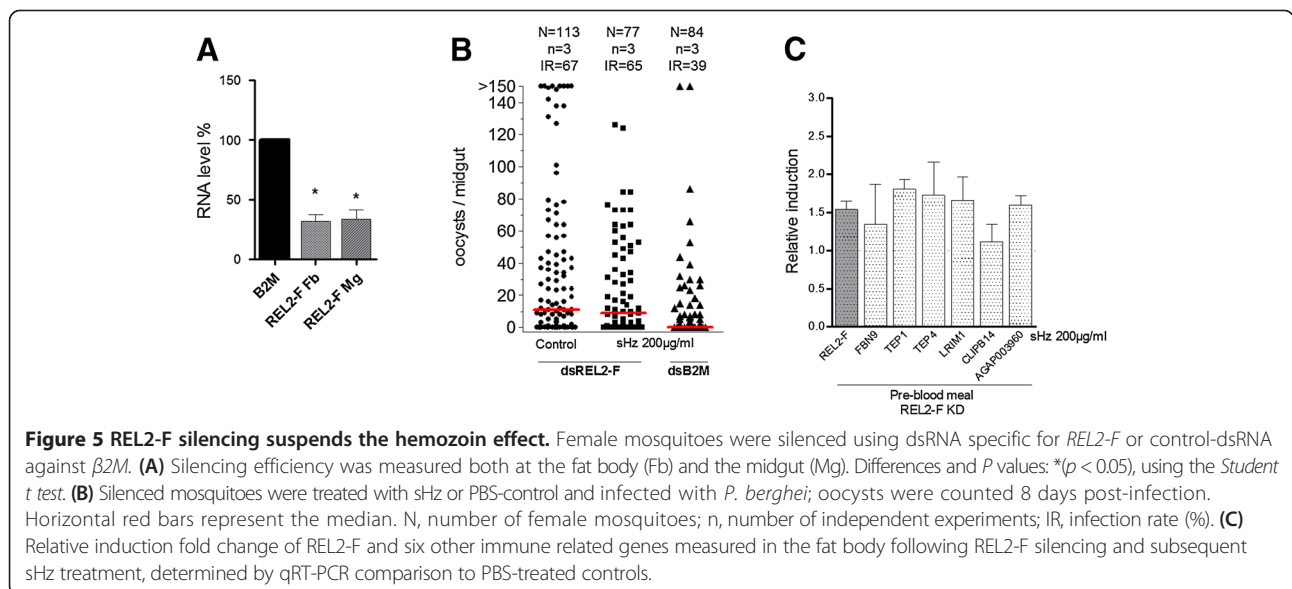 A
RNA level %
150
100
50
0
B2M
REL2-F Fb
REL2-F Mg
*
*
B
N=113 N=77 N=84
n=3 n=3 n=3
IR=67 IR=65 IR=39
oocysts / midgut
>150
140
120
100
80
60
40
20
0
Control sHz 200µg/ml
dsREL2-F dsB2M
C
Relative induction
3.0
2.5
2.0
1.5
1.0
0.5
0.0
REL2-F
FBN9
TEP1
TEP4
LRIM1
CLIPB14
AGAP003960
sHz 200µg/ml
Pre-blood meal
REL2-F KD
Figure 5 REL2-F silencing suspends the hemozoin effect. Female mosquitoes were silenced using dsRNA specific for REL2-F or control-dsRNA
against β2M. (A) Silencing efficiency was measured both at the fat body (Fb) and the midgut (Mg). Differences and P values: *(p < 0.05), using the Student
t test. (B) Silenced mosquitoes were treated with sHz or PBS-control and infected with P. berghei; oocysts were counted 8 days post-infection.
Horizontal red bars represent the median. N, number of female mosquitoes; n, number of independent experiments; IR, infection rate (%). (C)
Relative induction fold change of REL2-F and six other immune related genes measured in the fat body following REL2-F silencing and subsequent
sHz treatment, determined by qRT-PCR comparison to PBS-treated controls.